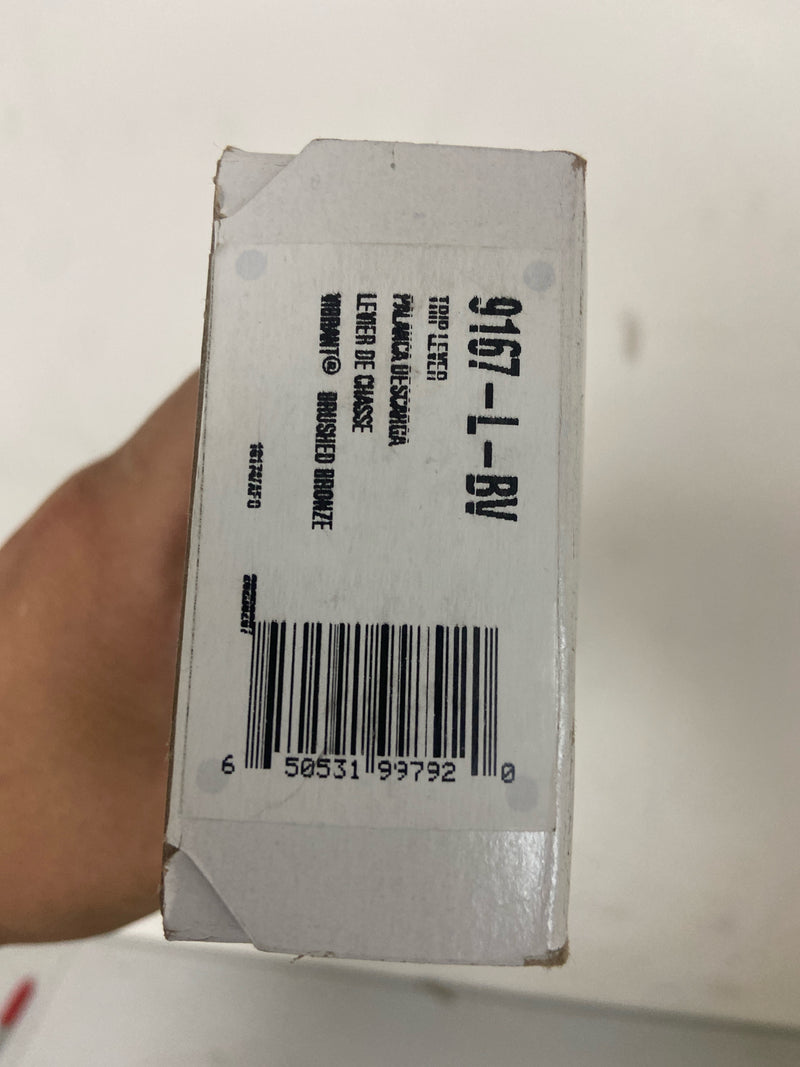 9167-L-BV
TRIP LEVER
PALANCA DESCARGA
LEVIER DE CHASSE
VIBRANT® BRUSHED BRONZE
6 50531 99792 0